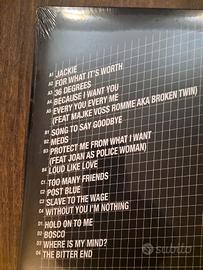 A1 JACKIE
A2 FOR WHAT IT'S WORTH
A3 36 DEGREES
A4 BECAUSE I WANT YOU
A5 EVERY YOU EVERY ME
(FEAT MAJKE VOSS ROMME AKA BROKEN TWIN)
B1 SONG TO SAY GOODBYE
B2 MEDS
B3 PROTECT ME FROM WHAT I WANT
(FEAT JOAN AS POLICE WOMAN)
B4 LOUD LIKE LOVE
C1 TOO MANY FRIENDS
C2 POST BLUE
C3 SLAVE TO THE WAGE
C4 WITHOUT YOU I'M NOTHING
D1 HOLD ON TO ME
D2 BOSCO
D3 WHERE IS MY MIND?
D4 THE BITTER END
subito